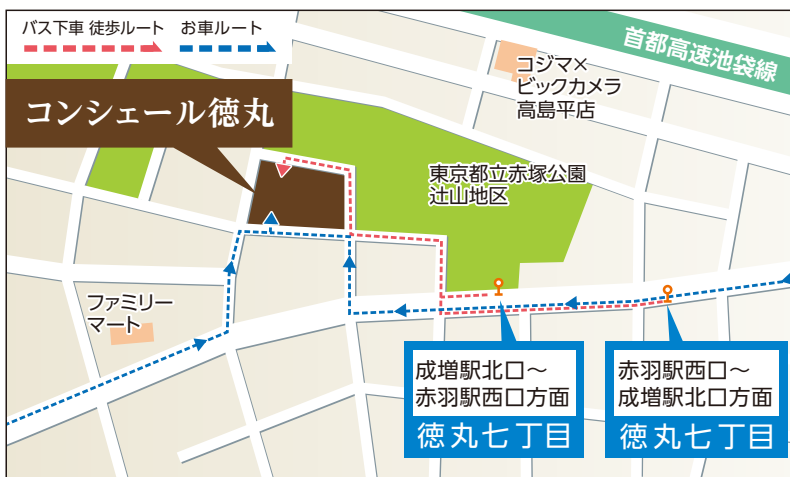 バス下車 徒歩ルート お車ルート
首都高速池袋線
コジマ×
ビックカメラ
高島平店
コンシェール徳丸
東京都立赤塚公園
辻山地区
ファミリー
マート
成増駅北口～
赤羽駅西口方面
徳丸七丁目
赤羽駅西口～
成増駅北口方面
徳丸七丁目